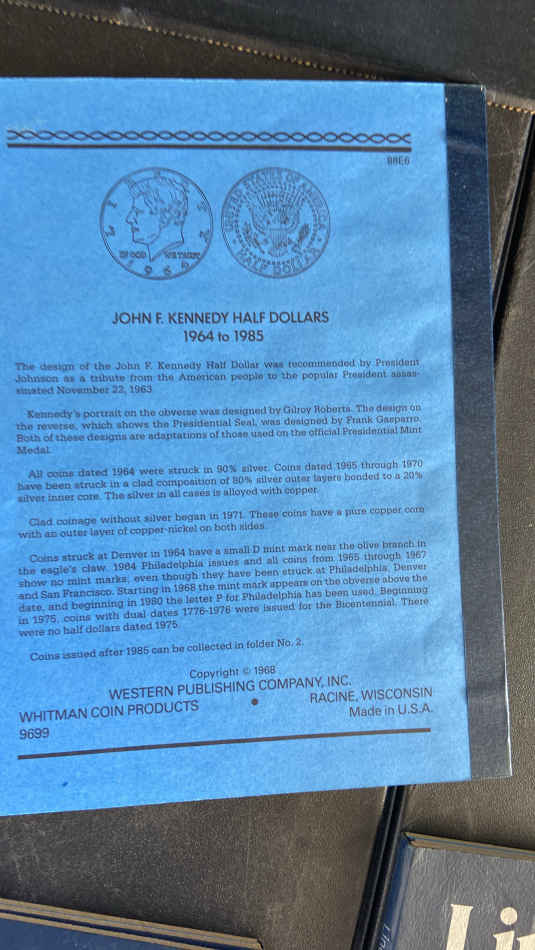 88E6
LIBERTY
IN GOD WE TRUST
1964
UNITED STATES OF AMERICA
HALF DOLLAR
JOHN F. KENNEDY HALF DOLLARS
1964 to 1985
The design of the John F. Kennedy Half Dollar was recommended by President
Johnson as a tribute from the American people to the popular President assas-
sinated November 22, 1963.
Kennedy's portrait on the obverse was designed by Gilroy Roberts. The design on
the reverse, which shows the Presidential Seal, was designed by Frank Gasparro.
Both of these designs are adaptations of those used on the official Presidential Mint
Medal.
All coins dated 1964 were struck in 90% silver. Coins dated 1965 through 1970
have been struck in a clad composition of 80% silver outer layers bonded to a 20%
silver inner core. The silver in all cases is alloyed with copper.
Clad coinage without silver began in 1971. These coins have a pure copper core
with an outer layer of copper-nickel on both sides.
Coins struck at Denver in 1964 have a small D mint mark near the olive branch in
the eagle's claw. 1964 Philadelphia issues and all coins from 1965 through 1967
show no mint marks, even though they have been struck at Philadelphia, Denver
and San Francisco. Starting in 1968 the mint mark appears on the obverse above the
date, and beginning in 1980 the letter P for Philadelphia has been used. Beginning
in 1975, coins with dual dates 1776-1976 were issued for the Bicentennial. There
were no half dollars dated 1975.
Coins issued after 1985 can be collected in folder No. 2.
Copyright © 1968
WESTERN PUBLISHING COMPANY, INC.
WHITMAN COIN PRODUCTS • RACINE, WISCONSIN
9699 Made in U.S.A.